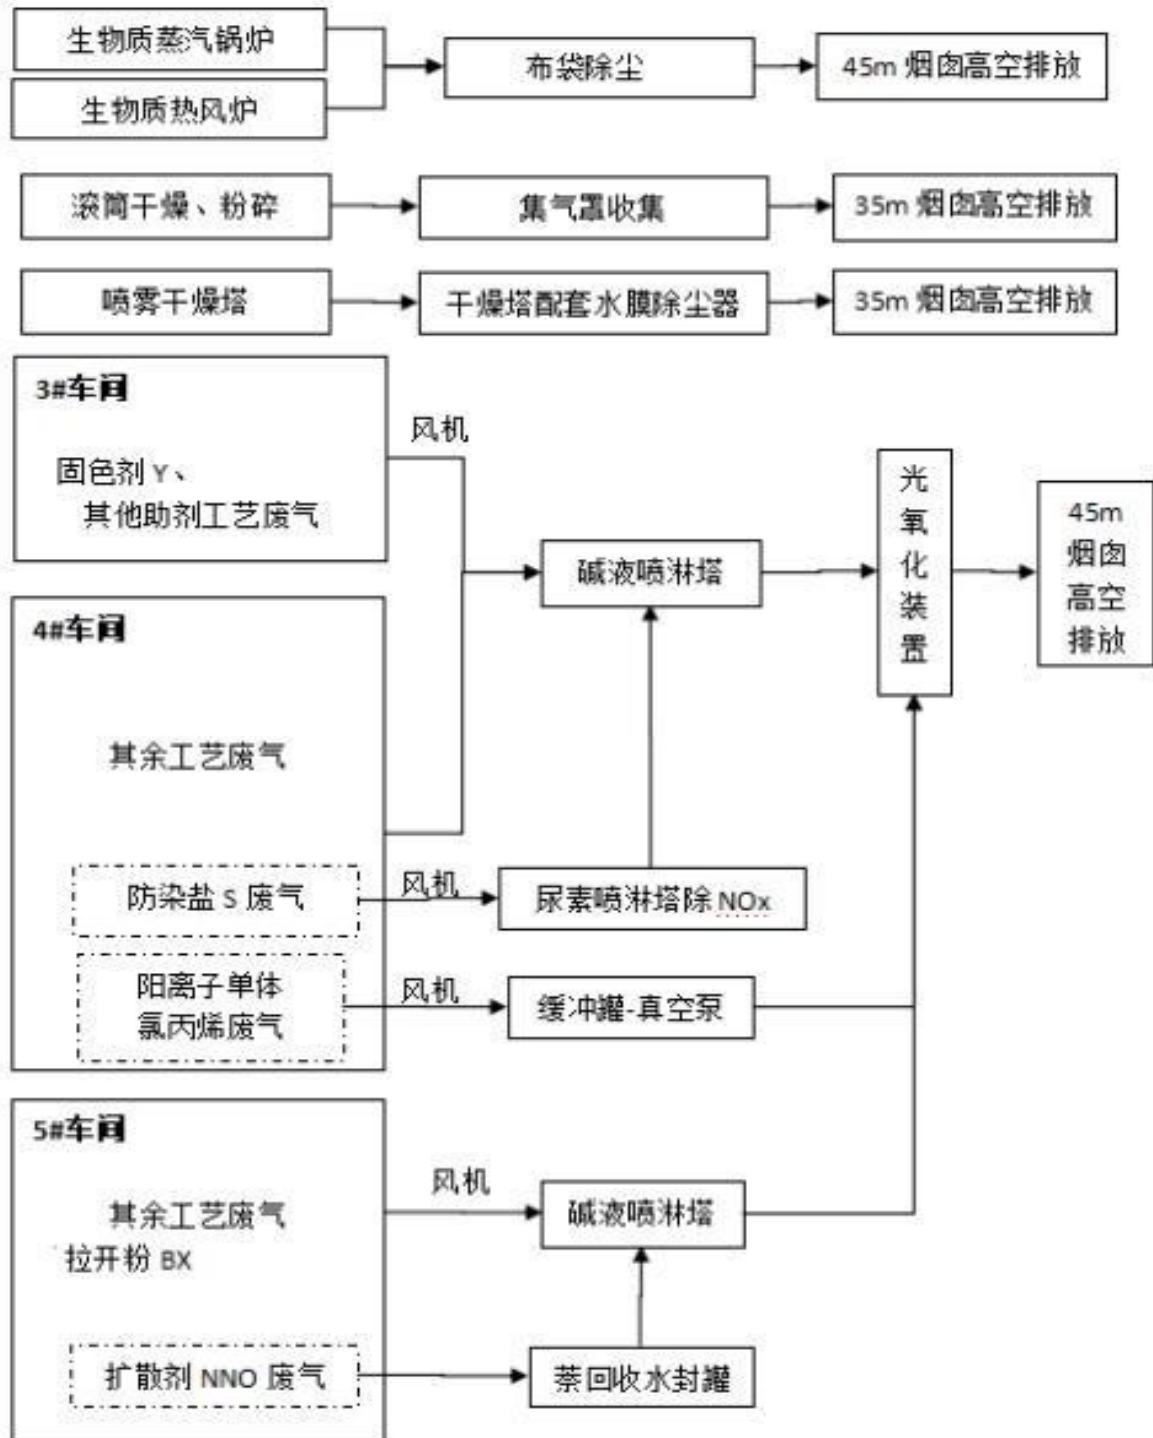 生物质蒸汽锅炉
布袋除尘
45m 烟囱高空排放
生物质热风炉
滚筒干燥、粉碎
集气罩收集
35m 烟囱高空排放
喷雾干燥塔
干燥塔配套水膜除尘器
35m 烟囱高空排放
3#车间
风机
固色剂 Y、
其他助剂工艺废气
碱液喷淋塔
光
氧
化
装
置
45m
烟囱
高空
排放
4#车间
其余工艺废气
防染盐 S 废气
风机
尿素喷淋塔除 NOx
阳离子单体
氯丙烯废气
风机
缓冲罐-真空泵
5#车间
风机
其余工艺废气
拉开粉 BX
碱液喷淋塔
扩散剂 NNO 废气
萘回收水封罐